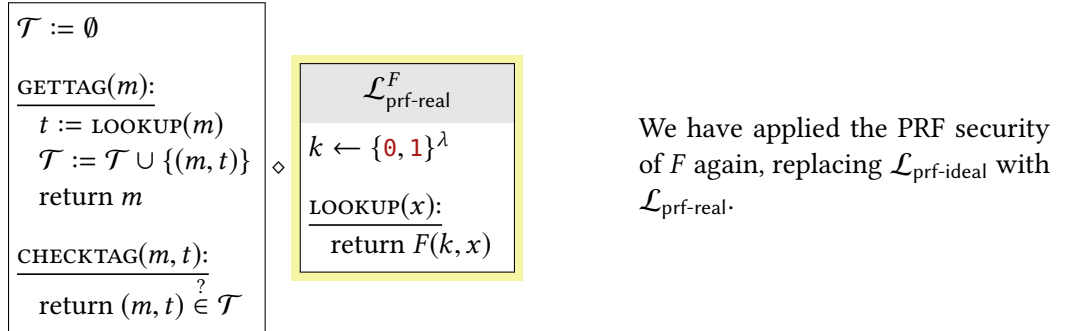 𝒯 := ∅
GETTAG(m):
t := LOOKUP(m)
𝒯 := 𝒯 ∪ {(m, t)}
return m
CHECKTAG(m, t):
return (m, t) ∈? 𝒯
⋄
ℒ^F_prf-real
k ← {0, 1}^λ
LOOKUP(x):
return F(k, x)
We have applied the PRF security
of F again, replacing ℒ_prf-ideal with
ℒ_prf-real.